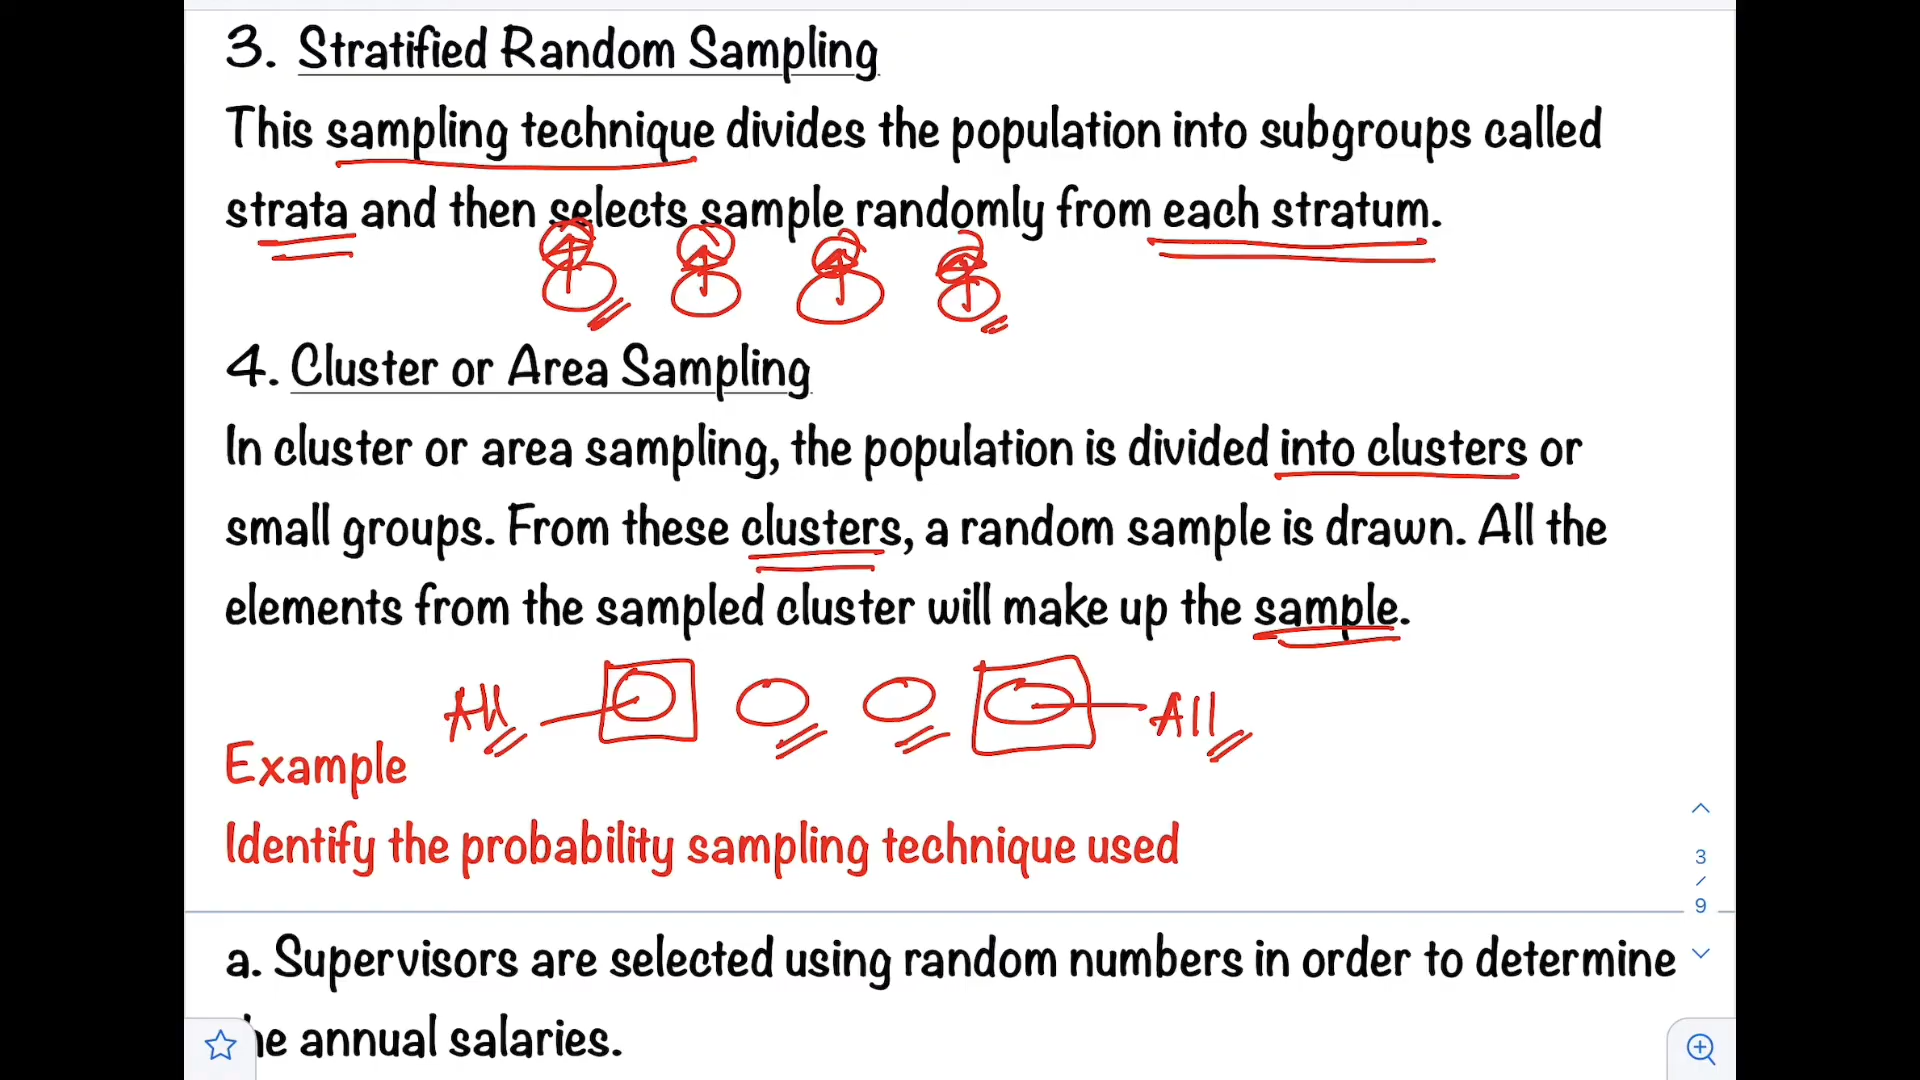 3. Stratified Random Sampling
This sampling technique divides the population into subgroups called
strata and then selects sample randomly from each stratum.
4. Cluster or Area Sampling
In cluster or area sampling, the population is divided into clusters or
small groups. From these clusters, a random sample is drawn. All the
elements from the sampled cluster will make up the sample.
All All
Example
Identify the probability sampling technique used
3
/
9
a. Supervisors are selected using random numbers in order to determine
he annual salaries.